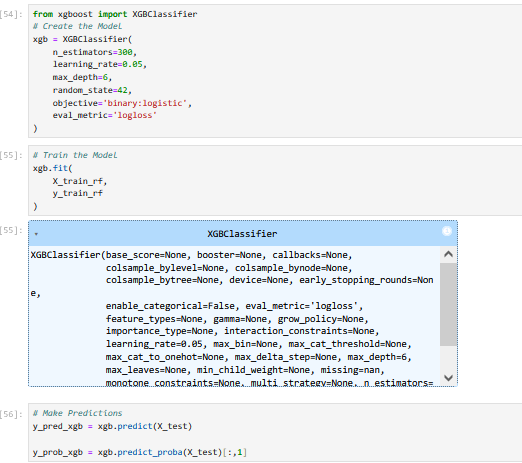 [54]: from xgboost import XGBClassifier
# Create the Model
xgb = XGBClassifier(
    n_estimators=300,
    learning_rate=0.05,
    max_depth=6,
    random_state=42,
    objective='binary:logistic',
    eval_metric='logloss'
)
[55]: # Train the Model
xgb.fit(
    X_train_rf,
    y_train_rf
)
[55]: XGBClassifier
XGBClassifier(base_score=None, booster=None, callbacks=None,
              colsample_bylevel=None, colsample_bynode=None,
              colsample_bytree=None, device=None, early_stopping_rounds=Non
e,
              enable_categorical=False, eval_metric='logloss',
              feature_types=None, gamma=None, grow_policy=None,
              importance_type=None, interaction_constraints=None,
              learning_rate=0.05, max_bin=None, max_cat_threshold=None,
              max_cat_to_onehot=None, max_delta_step=None, max_depth=6,
              max_leaves=None, min_child_weight=None, missing=nan,
              monotone_constraints=None, multi_strategy=None, n_estimators=
[56]: # Make Predictions
y_pred_xgb = xgb.predict(X_test)
y_prob_xgb = xgb.predict_proba(X_test)[:,1]